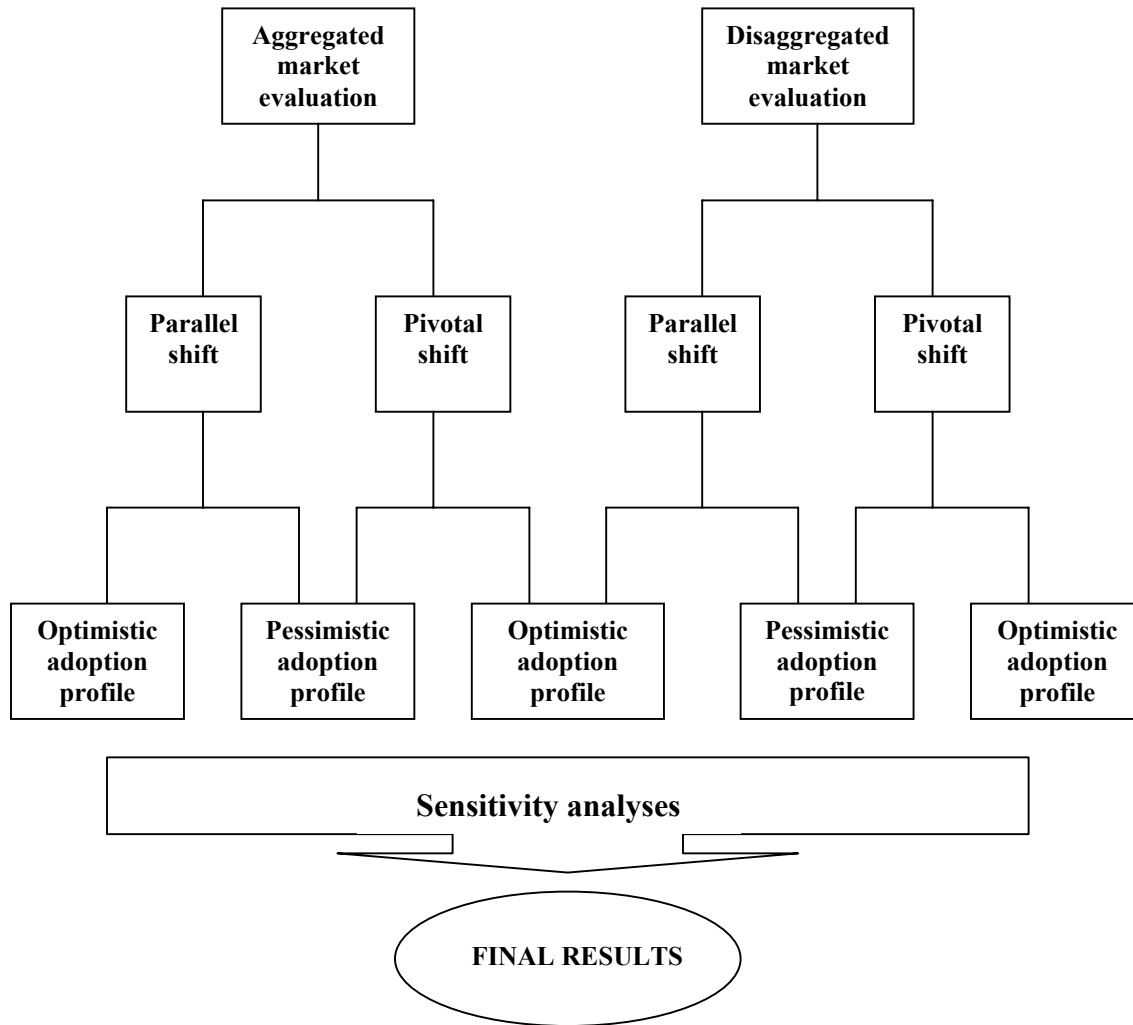 Aggregated
market
evaluation
Disaggregated
market
evaluation
Parallel
shift
Pivotal
shift
Parallel
shift
Pivotal
shift
Optimistic
adoption
profile
Pessimistic
adoption
profile
Optimistic
adoption
profile
Pessimistic
adoption
profile
Optimistic
adoption
profile
Sensitivity analyses
FINAL RESULTS